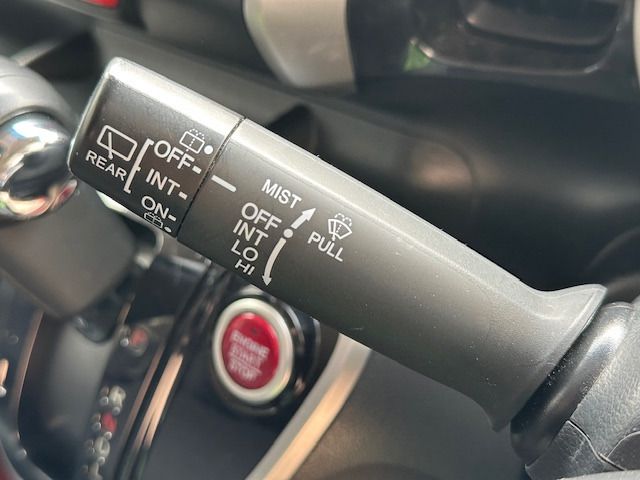 REAR
OFF
INT
ON
MIST
OFF
INT
LO
HI
PULL
ENGINE
START
STOP